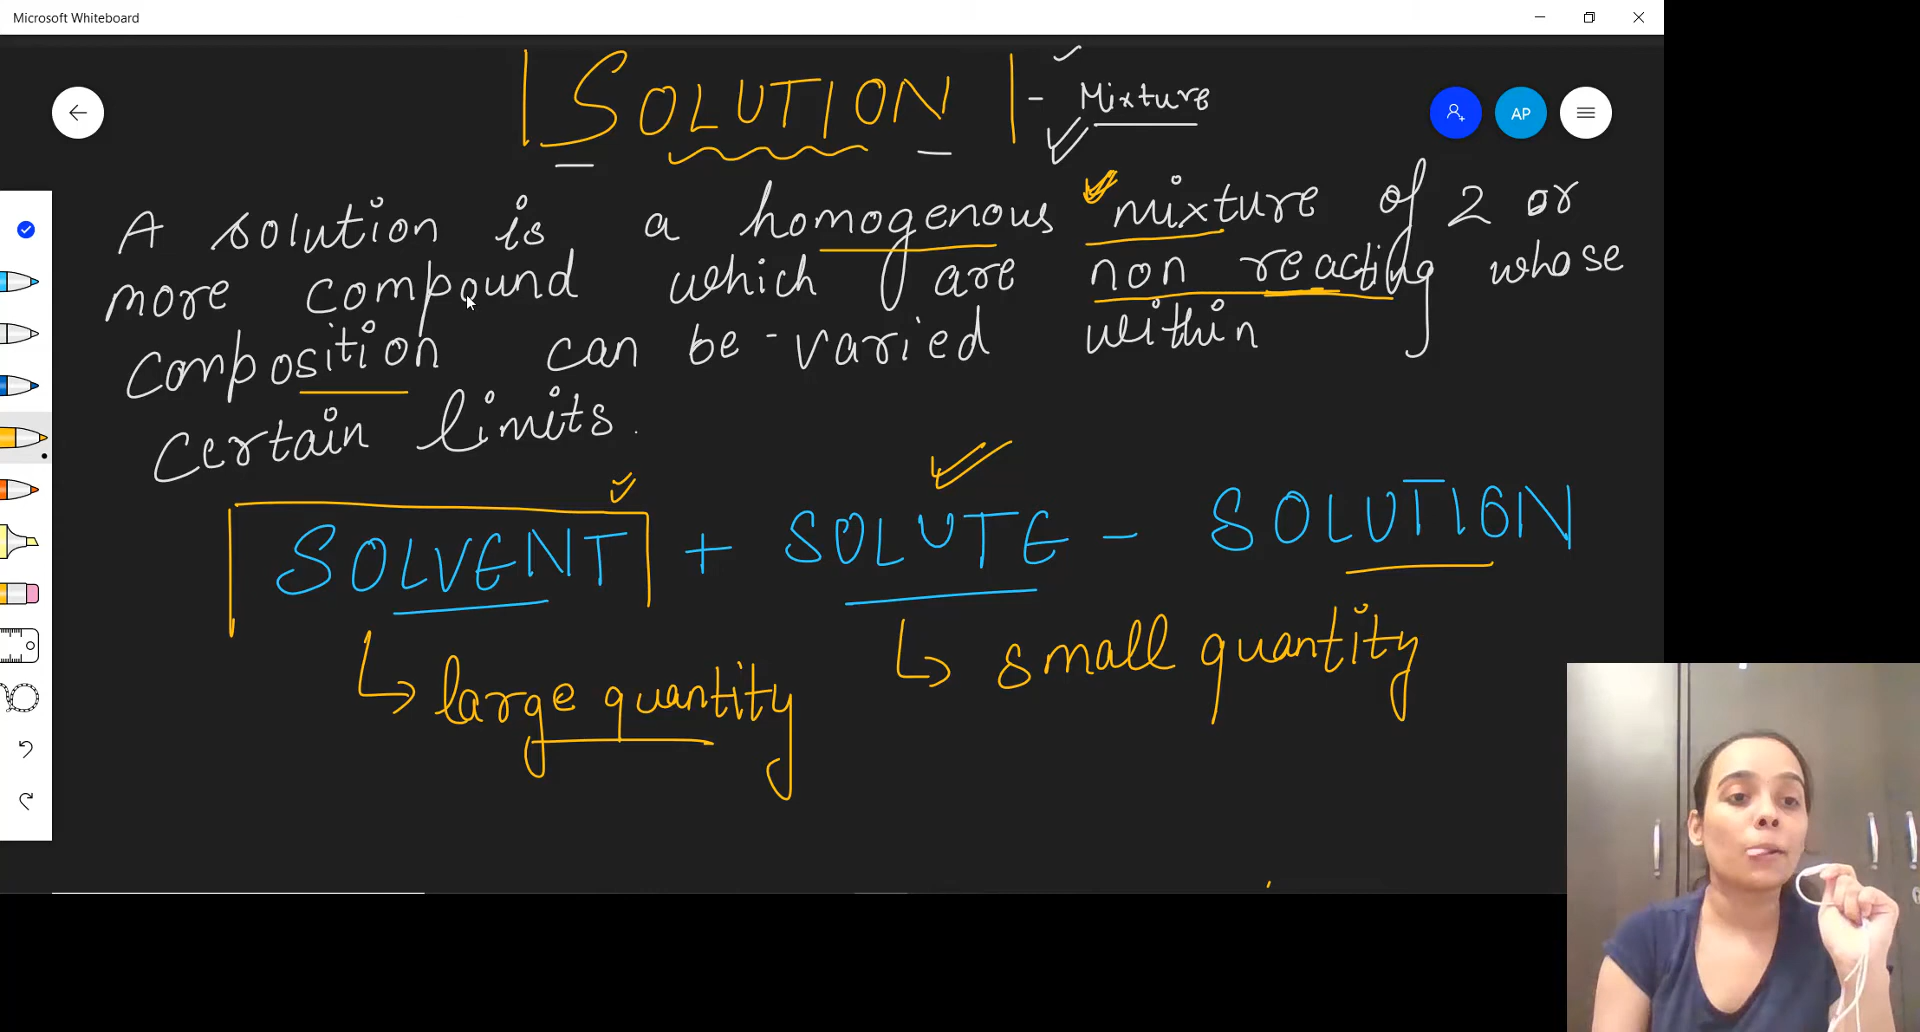 Microsoft Whiteboard
SOLUTION - Mixture
AP
A solution is a homogenous mixture of 2 or
more compound which are non reacting whose
composition can be varied within
certain limits.
SOLVENT + SOLUTE - SOLUTION
large quantity
small quantity